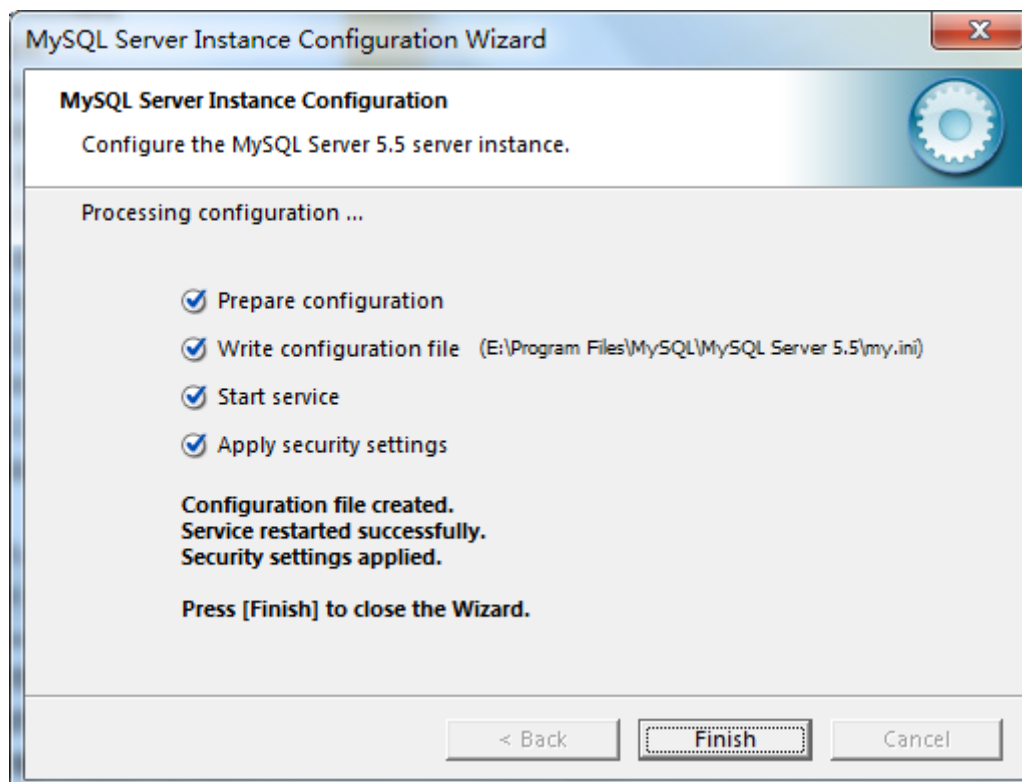 MySQL Server Instance Configuration Wizard
MySQL Server Instance Configuration
Configure the MySQL Server 5.5 server instance.
Processing configuration ...
Prepare configuration
Write configuration file (E:\Program Files\MySQL\MySQL Server 5.5\my.ini)
Start service
Apply security settings
Configuration file created.
Service restarted successfully.
Security settings applied.
Press [Finish] to close the Wizard.
< Back Finish Cancel